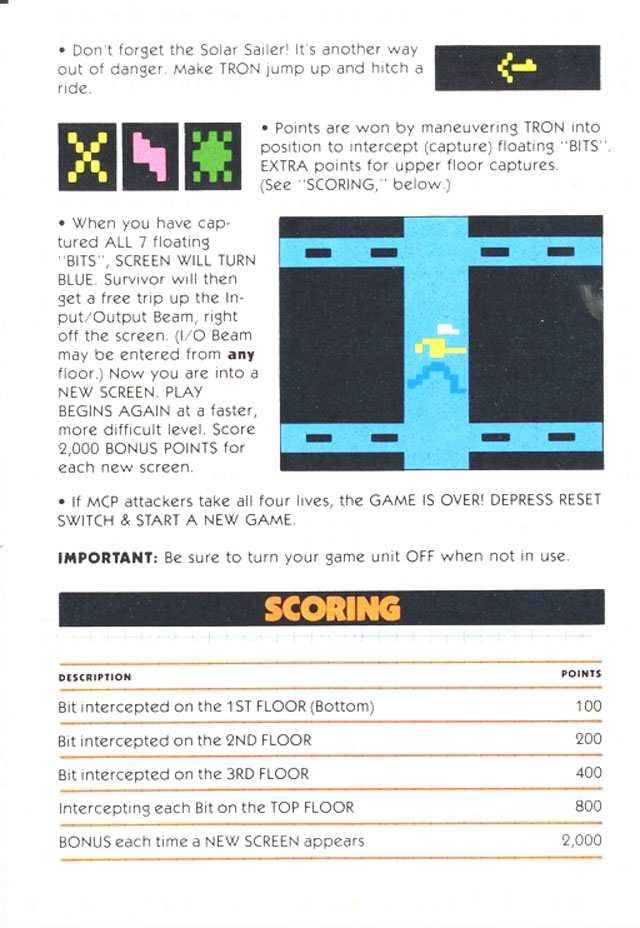 • Don't forget the Solar Sailer! It's another way
out of danger. Make TRON jump up and hitch a
ride.
• Points are won by maneuvering TRON into
position to intercept (capture) floating "BITS".
EXTRA points for upper floor captures.
(See "SCORING," below.)
• When you have cap-
tured ALL 7 floating
"BITS", SCREEN WILL TURN
BLUE. Survivor will then
get a free trip up the In-
put/Output Beam, right
off the screen. (I/O Beam
may be entered from any
floor.) Now you are into a
NEW SCREEN. PLAY
BEGINS AGAIN at a faster,
more difficult level. Score
2,000 BONUS POINTS for
each new screen.
• If MCP attackers take all four lives, the GAME IS OVER! DEPRESS RESET
SWITCH & START A NEW GAME.
IMPORTANT: Be sure to turn your game unit OFF when not in use.
SCORING
DESCRIPTION POINTS
Bit intercepted on the 1ST FLOOR (Bottom) 100
Bit intercepted on the 2ND FLOOR 200
Bit intercepted on the 3RD FLOOR 400
Intercepting each Bit on the TOP FLOOR 800
BONUS each time a NEW SCREEN appears 2,000